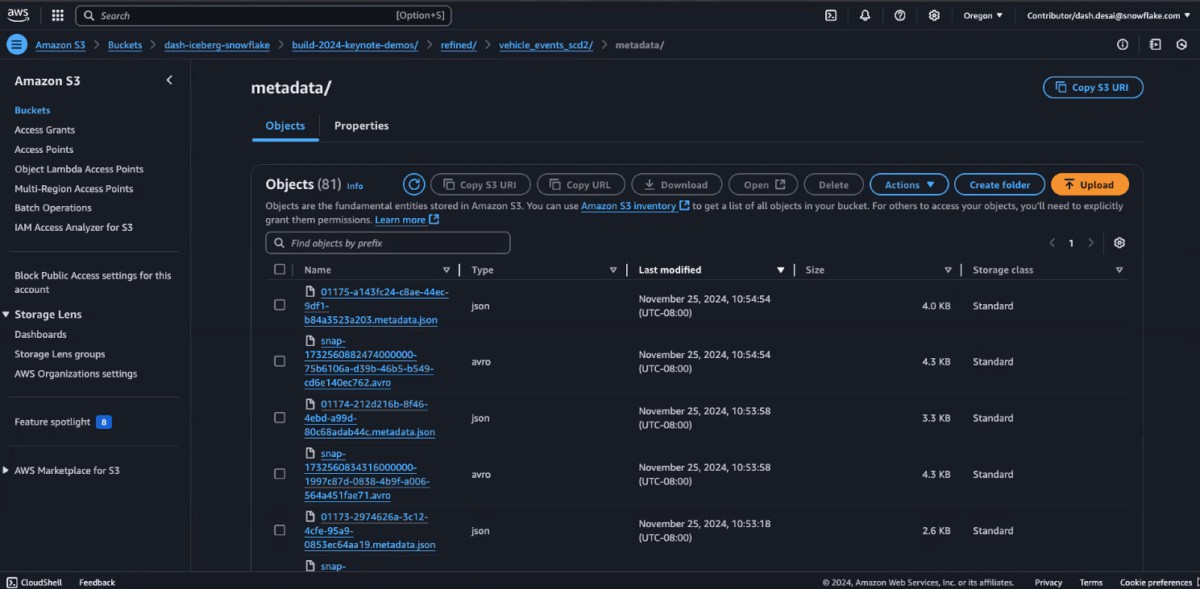 aws Search [Option+S] Oregon ▼ Contributor/dash.desai@snowflake.com ▼
Amazon S3 > Buckets > dash-iceberg-snowflake > build-2024-keynote-demos/ > refined/ > vehicle_events_scd2/ > metadata/
Amazon S3
Buckets
Access Grants
Access Points
Object Lambda Access Points
Multi-Region Access Points
Batch Operations
IAM Access Analyzer for S3
Block Public Access settings for this
account
Storage Lens
Dashboards
Storage Lens groups
AWS Organizations settings
Feature spotlight 8
AWS Marketplace for S3
metadata/
Copy S3 URI
Objects Properties
Objects (81) Info
Copy S3 URI Copy URL Download Open Delete Actions ▼ Create folder Upload
Objects are the fundamental entities stored in Amazon S3. You can use Amazon S3 inventory to get a list of all objects in your bucket. For others to access your objects, you'll need to explicitly
grant them permissions. Learn more
Find objects by prefix
< 1 >
Name Type Last modified Size Storage class
01175-a143fc24-c8ae-44ec-
9df1-
b84a3523a203.metadata.json
json
November 25, 2024, 10:54:54
(UTC-08:00)
4.0 KB
Standard
snap-
1732560882474000000-
75b6106a-d39b-46b5-b549-
cd6e140ec762.avro
avro
November 25, 2024, 10:54:54
(UTC-08:00)
4.3 KB
Standard
01174-212d216b-8f46-
4ebd-a99d-
80c68adab44c.metadata.json
json
November 25, 2024, 10:53:58
(UTC-08:00)
3.3 KB
Standard
snap-
1732560834316000000-
1997c87d-0838-4b9f-a006-
564a451fae71.avro
avro
November 25, 2024, 10:53:58
(UTC-08:00)
4.3 KB
Standard
01173-2974626a-3c12-
4cfe-95a9-
0853ec64aa19.metadata.json
json
November 25, 2024, 10:53:18
(UTC-08:00)
2.6 KB
Standard
snap-
CloudShell Feedback © 2024, Amazon Web Services, Inc. or its affiliates. Privacy Terms Cookie preferences